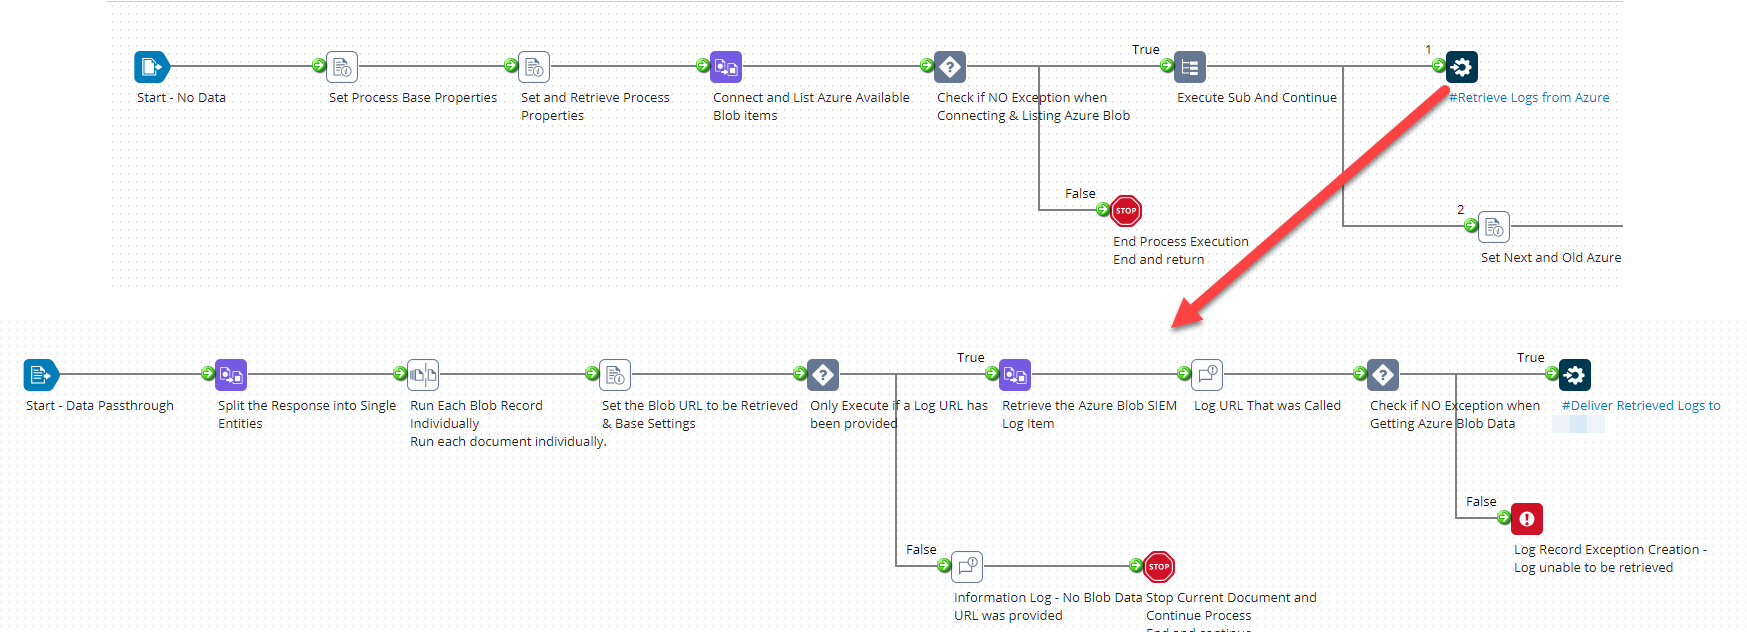 True
1
Start - No Data
Set Process Base Properties
Set and Retrieve Process
Properties
Connect and List Azure Available
Blob items
Check if NO Exception when
Connecting & Listing Azure Blob
Execute Sub And Continue
#Retrieve Logs from Azure
False
STOP
End Process Execution
End and return
2
Set Next and Old Azure
True
True
Start - Data Passthrough
Split the Response into Single
Entities
Run Each Blob Record
Individually
Run each document individually.
Set the Blob URL to be Retrieved
& Base Settings
Only Execute if a Log URL has
been provided
Retrieve the Azure Blob SIEM
Log Item
Log URL That was Called
Check if NO Exception when
Getting Azure Blob Data
#Deliver Retrieved Logs to
False
Log Record Exception Creation -
Log unable to be retrieved
False
STOP
Information Log - No Blob Data
URL was provided
Stop Current Document and
Continue Process
End and continue